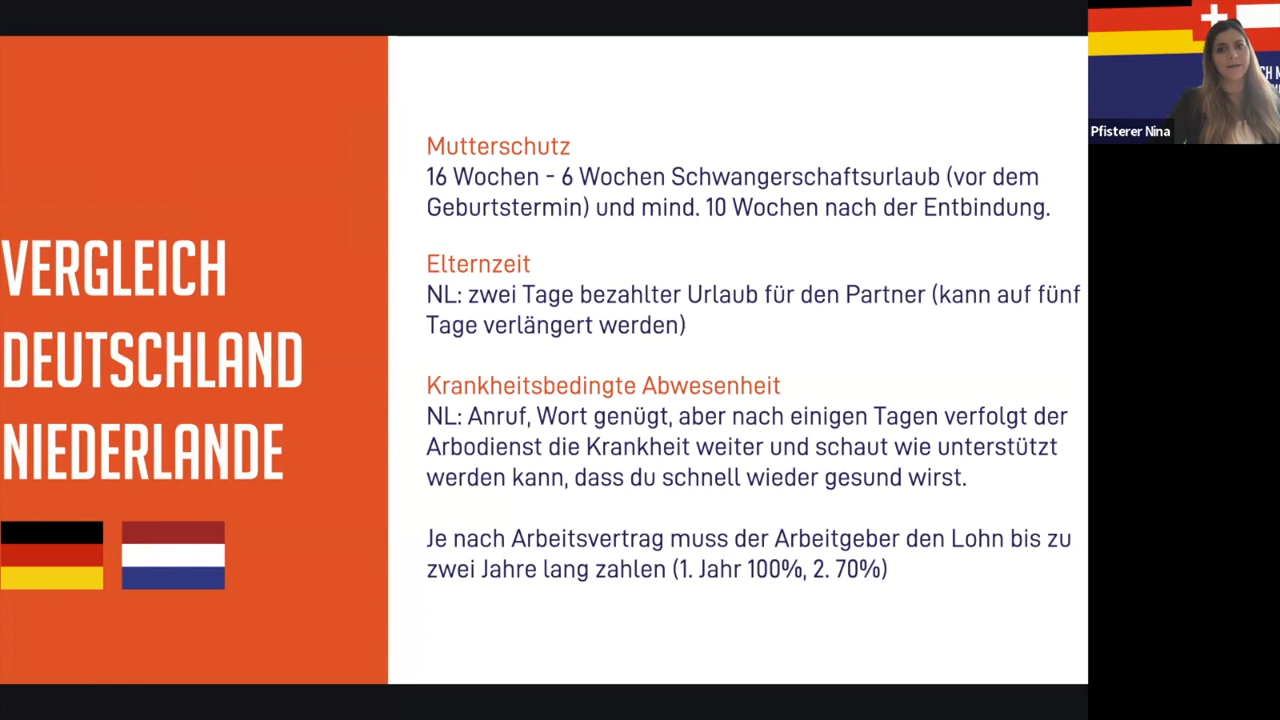 VERGLEICH
DEUTSCHLAND
NIEDERLANDE
Mutterschutz
16 Wochen - 6 Wochen Schwangerschaftsurlaub (vor dem
Geburtstermin) und mind. 10 Wochen nach der Entbindung.
Elternzeit
NL: zwei Tage bezahlter Urlaub für den Partner (kann auf fünf
Tage verlängert werden)
Krankheitsbedingte Abwesenheit
NL: Anruf, Wort genügt, aber nach einigen Tagen verfolgt der
Arbodienst die Krankheit weiter und schaut wie unterstützt
werden kann, dass du schnell wieder gesund wirst.
Je nach Arbeitsvertrag muss der Arbeitgeber den Lohn bis zu
zwei Jahre lang zahlen (1. Jahr 100%, 2. 70%)
Pfisterer Nina